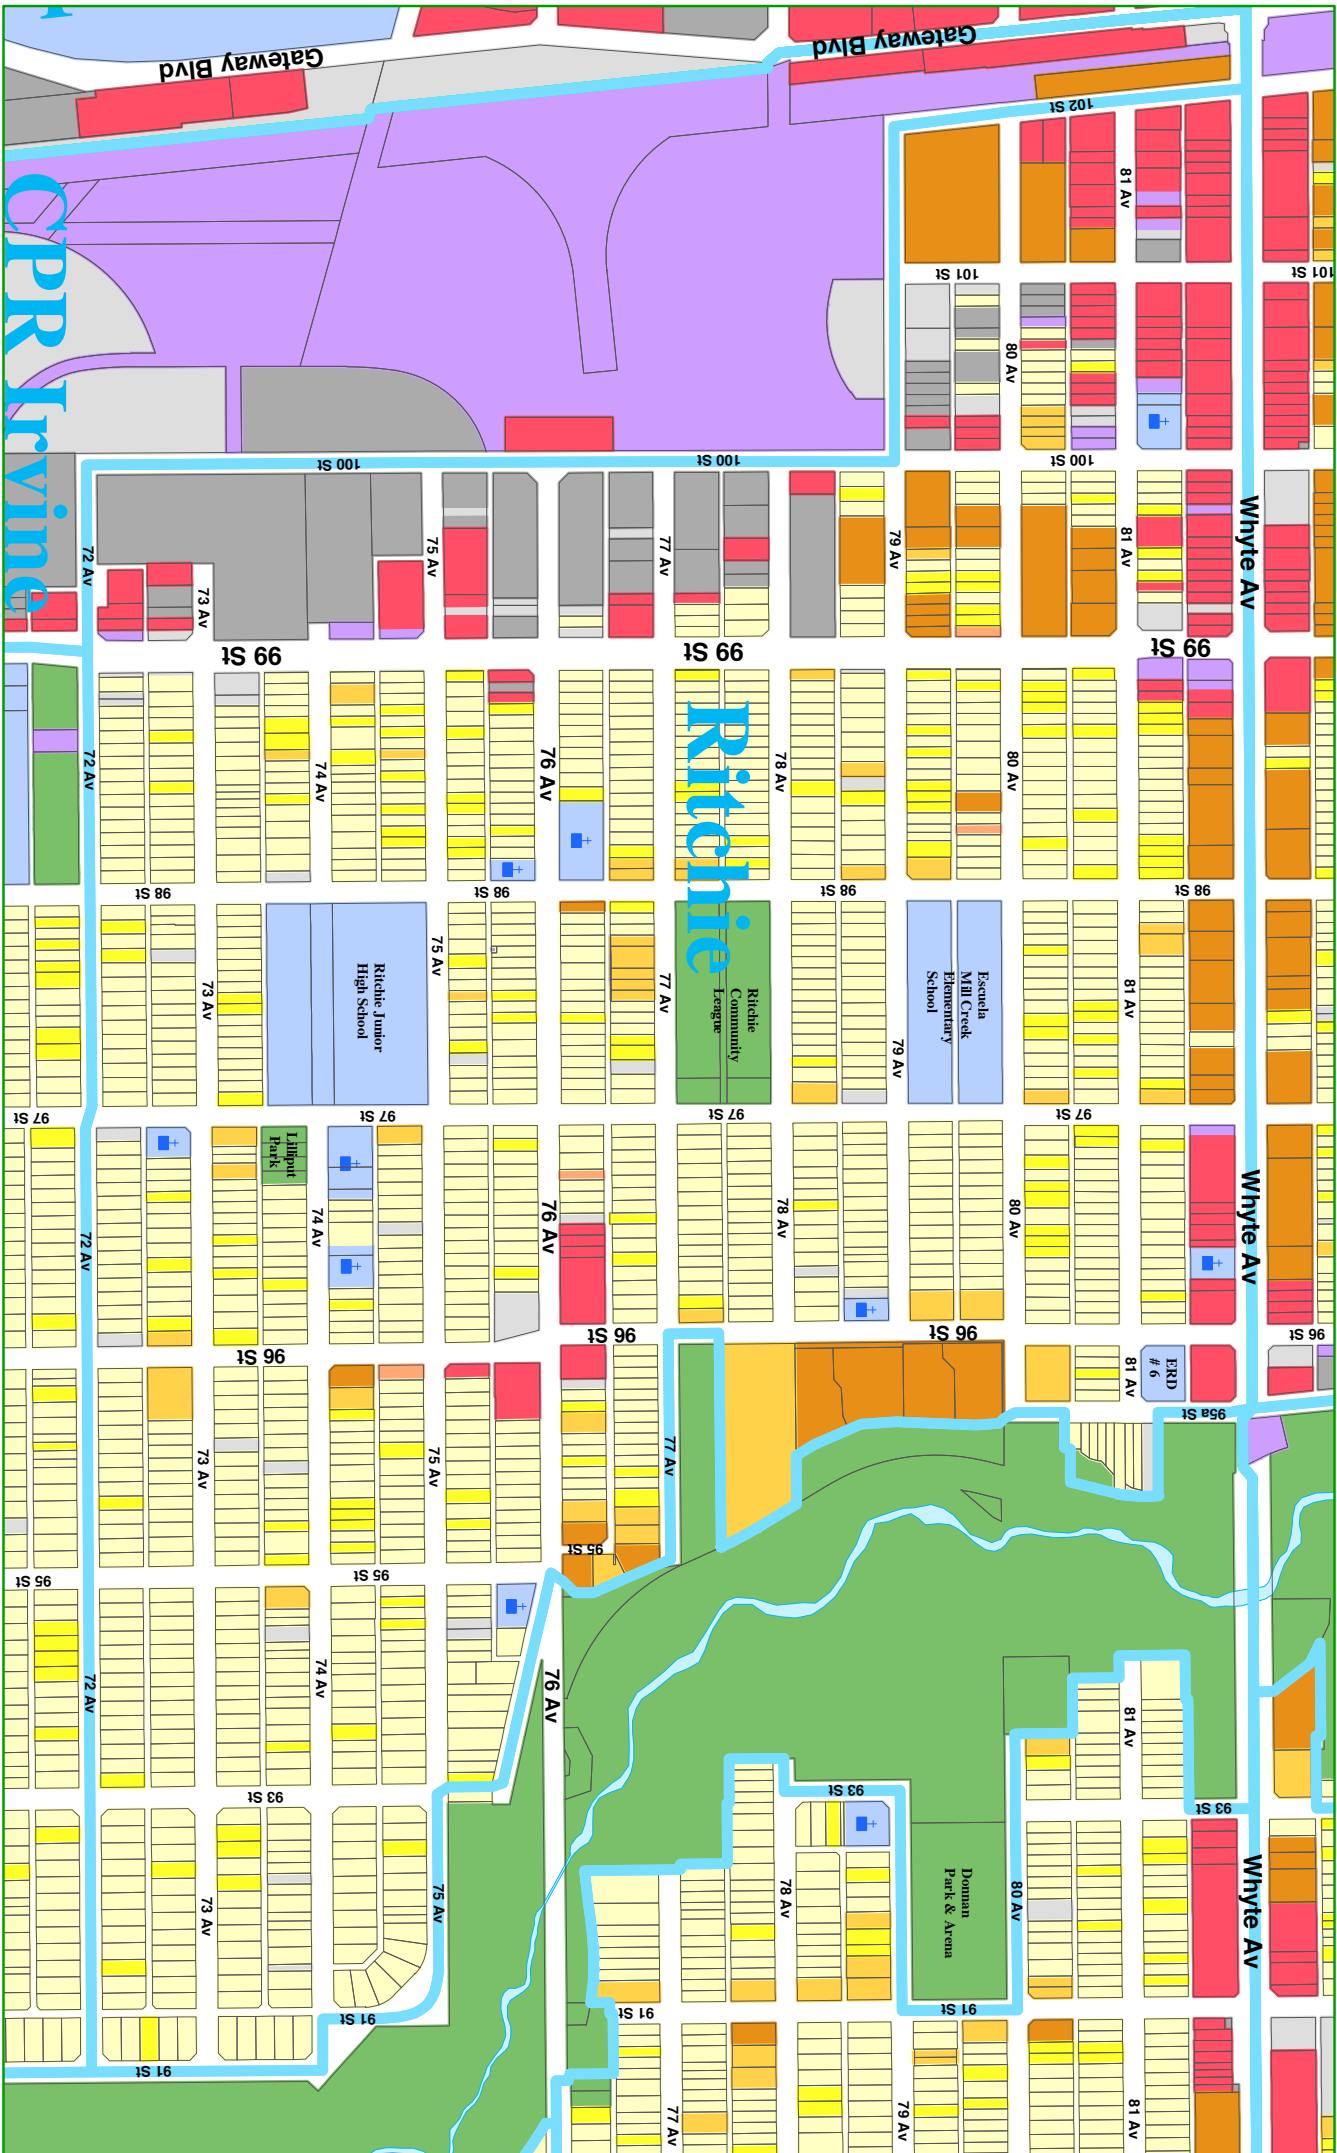 Gateway Blvd
Gateway Blvd
102 St
81 Av
CPR Irvine
101 St
101 St
80 Av
100 St
100 St
100 St
72 Av
73 Av
75 Av
77 Av
79 Av
81 Av
Whyte Av
99 St
99 St
99 St
72 Av
74 Av
76 Av
Ritchie
78 Av
80 Av
98 St
98 St
98 St
98 St
73 Av
Ritchie Junior
High School
75 Av
77 Av
Ritchie
Community
League
79 Av
Escuela
Mill Creek
Elementary
School
81 Av
97 St
97 St
97 St
97 St
72 Av
Lilliput
Park
74 Av
76 Av
78 Av
80 Av
Whyte Av
96 St
96 St
96 St
96 St
73 Av
75 Av
77 Av
81 Av
ERD
# 6
95a St
95 St
95 St
95 St
72 Av
74 Av
76 Av
81 Av
93 St
93 St
93 St
73 Av
75 Av
78 Av
Donnan
Park & Arena
80 Av
Whyte Av
91 St
91 St
91 St
91 St
77 Av
79 Av
81 Av